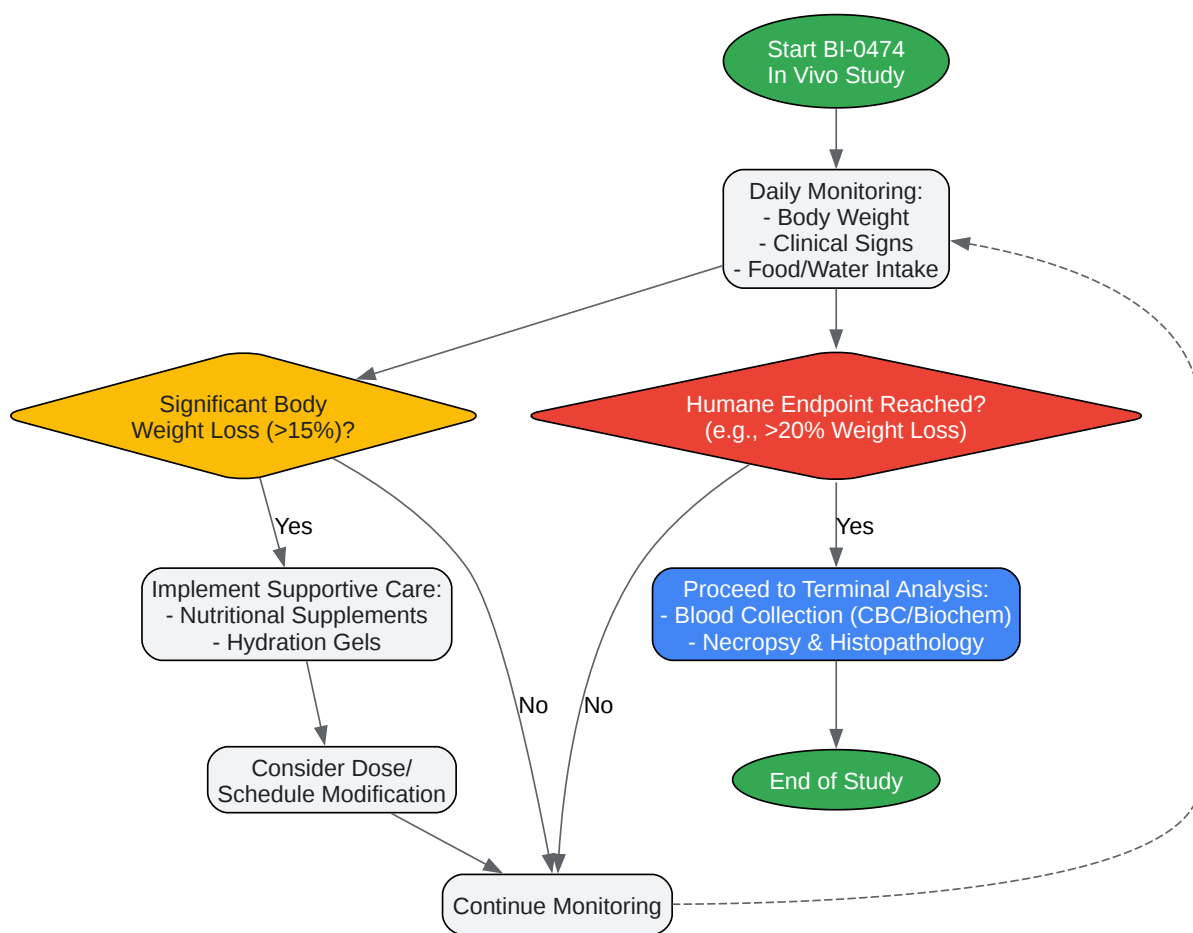 Start BI-0474
In Vivo Study
Daily Monitoring:
- Body Weight
- Clinical Signs
- Food/Water Intake
Significant Body
Weight Loss (>15%)?
Humane Endpoint Reached?
(e.g., >20% Weight Loss)
Yes
Yes
Implement Supportive Care:
- Nutritional Supplements
- Hydration Gels
Proceed to Terminal Analysis:
- Blood Collection (CBC/Biochem)
- Necropsy & Histopathology
No
No
Consider Dose/
Schedule Modification
End of Study
Continue Monitoring